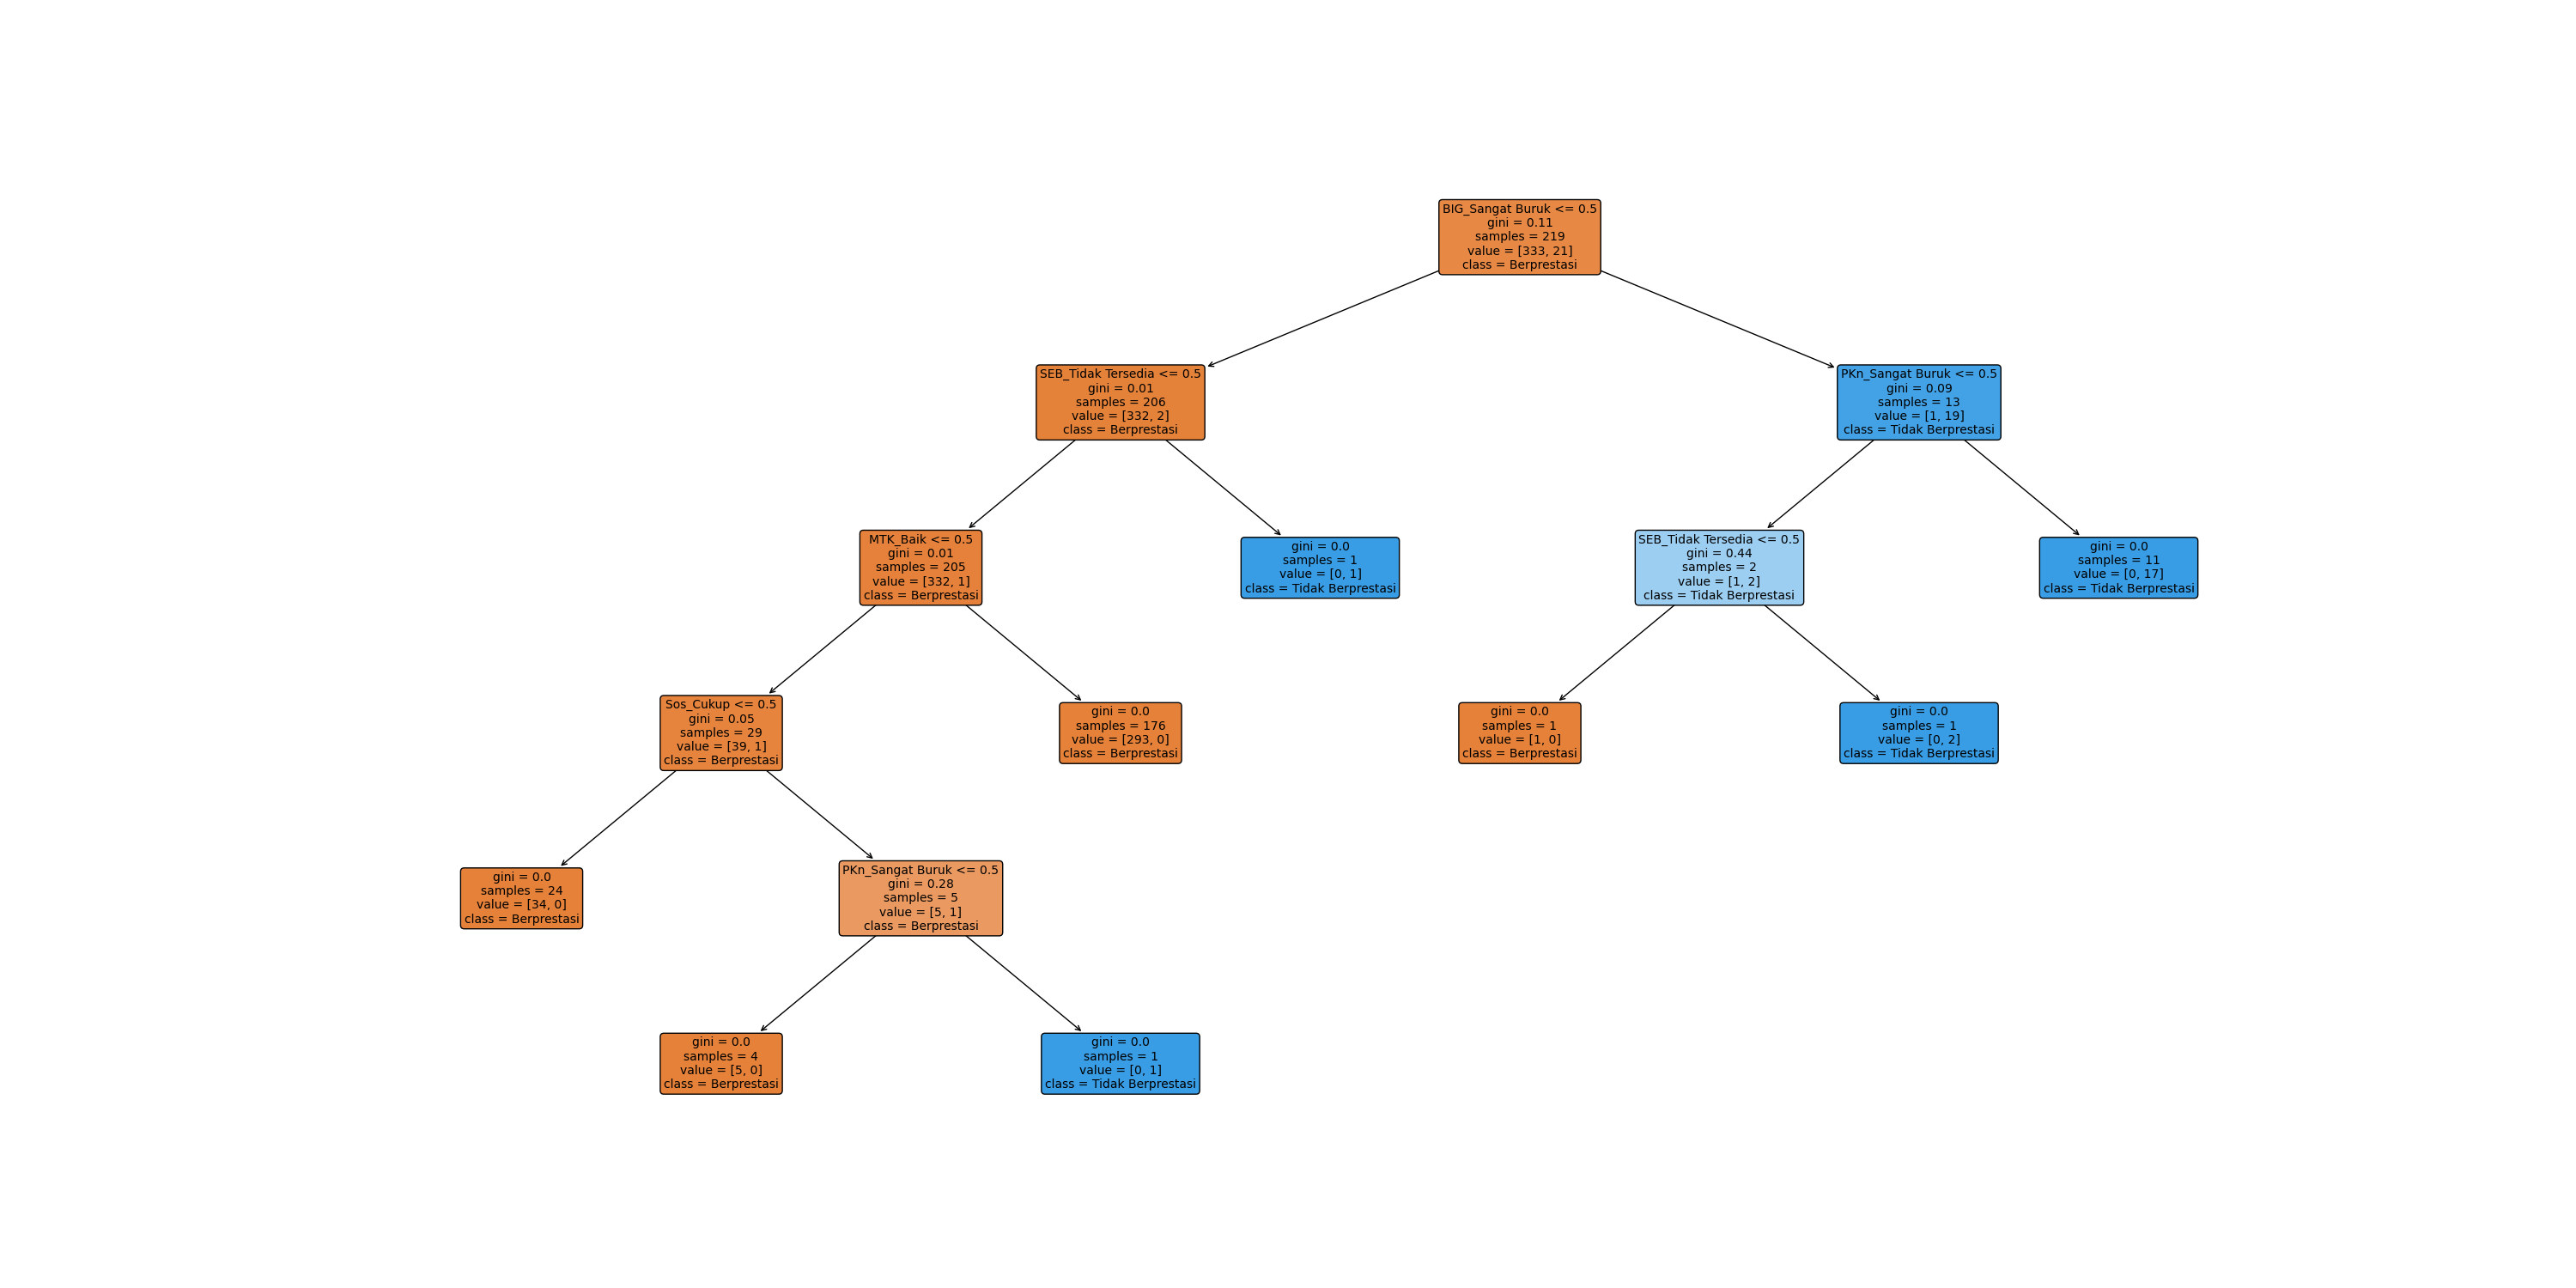 BIG_Sangat Buruk <= 0.5
gini = 0.11
samples = 219
value = [333, 21]
class = Berprestasi
SEB_Tidak Tersedia <= 0.5
gini = 0.01
samples = 206
value = [332, 2]
class = Berprestasi
PKn_Sangat Buruk <= 0.5
gini = 0.09
samples = 13
value = [1, 19]
class = Tidak Berprestasi
MTK_Baik <= 0.5
gini = 0.01
samples = 205
value = [332, 1]
class = Berprestasi
gini = 0.0
samples = 1
value = [0, 1]
class = Tidak Berprestasi
SEB_Tidak Tersedia <= 0.5
gini = 0.44
samples = 2
value = [1, 2]
class = Tidak Berprestasi
gini = 0.0
samples = 11
value = [0, 17]
class = Tidak Berprestasi
Sos_Cukup <= 0.5
gini = 0.05
samples = 29
value = [39, 1]
class = Berprestasi
gini = 0.0
samples = 176
value = [293, 0]
class = Berprestasi
gini = 0.0
samples = 1
value = [1, 0]
class = Berprestasi
gini = 0.0
samples = 1
value = [0, 2]
class = Tidak Berprestasi
gini = 0.0
samples = 24
value = [34, 0]
class = Berprestasi
PKn_Sangat Buruk <= 0.5
gini = 0.28
samples = 5
value = [5, 1]
class = Berprestasi
gini = 0.0
samples = 4
value = [5, 0]
class = Berprestasi
gini = 0.0
samples = 1
value = [0, 1]
class = Tidak Berprestasi